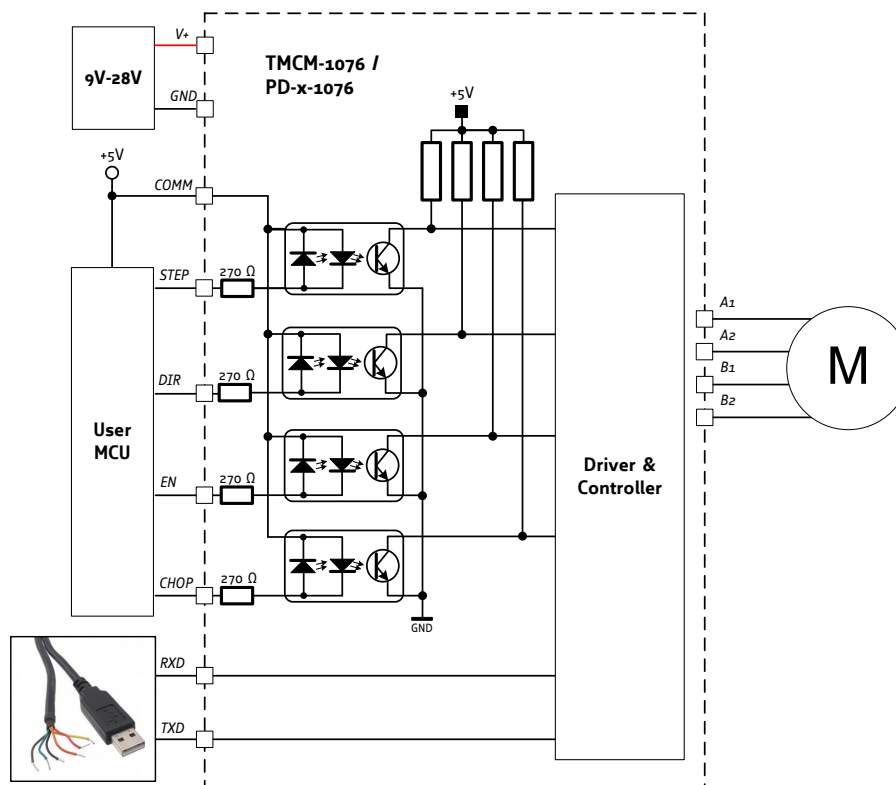 V+
9V-28V
GND
TMCM-1076 /
PD-x-1076
+5V
+5V
COMM
STEP
270 Ω
DIR
270 Ω
User
MCU
EN
270 Ω
CHOP
270 Ω
GND
Driver &
Controller
A1
A2
B1
B2
M
RXD
TXD